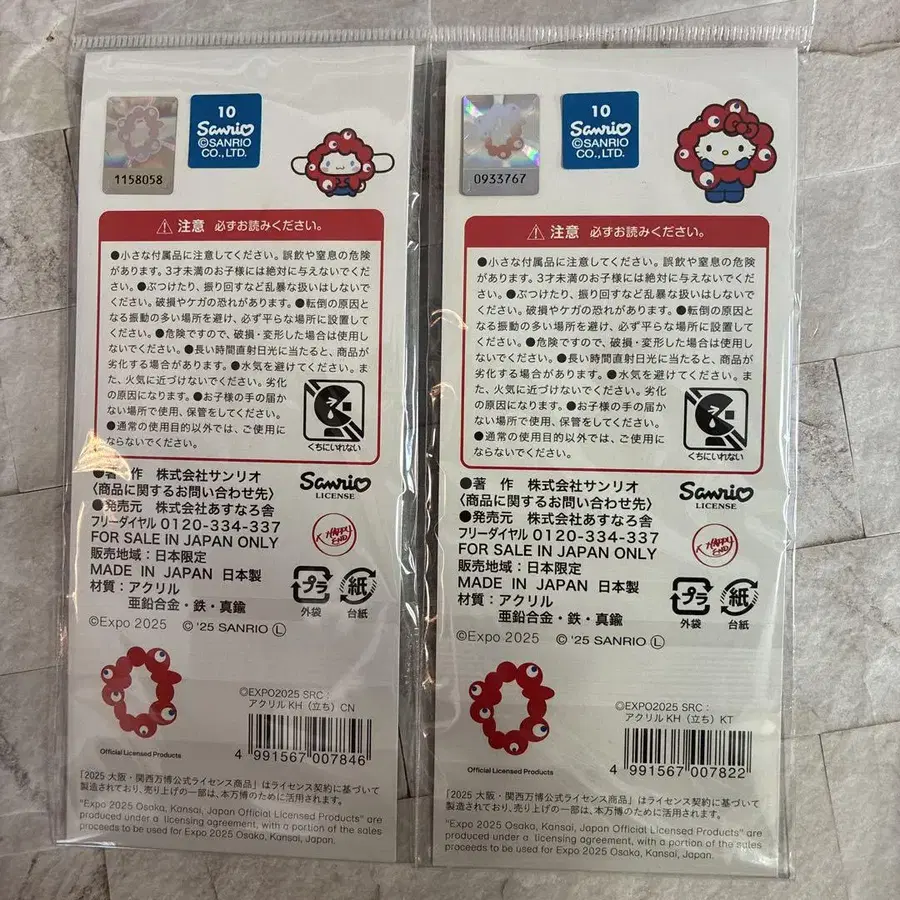 10
Sanrio
©SANRIO
CO., LTD.
1158058
⚠ 注意 必ずお読みください。
●小さな付属品に注意してください。誤飲や窒息の危険
があります。3才未満のお子様には絶対に与えないでくだ
さい。●ぶつけたり、振り回すなど乱暴な扱いはしないで
ください。破損やケガの恐れがあります。●転倒の原因と
なる振動の多い場所を避け、必ず平らな場所に設置して
ください。●危険ですので、破損・変形した場合は使用し
ないでください。●長い時間直射日光に当たると、商品が
劣化する場合があります。●水気を避けてください。ま
た、火気に近づけないでください。劣化
の原因になります。●お子様の手の届か
ない場所で使用、保管をしてください。
●通常の使用目的以外では、ご使用に
ならないでください。
くちにいれない
●著 作 株式会社サンリオ
〈商品に関するお問い合わせ先〉
●発売元 株式会社あすなろ舎
フリーダイヤル 0120-334-337
FOR SALE IN JAPAN ONLY
販売地域：日本限定
MADE IN JAPAN 日本製
材質：アクリル
亜鉛合金・鉄・真鍮
©Expo 2025 © '25 SANRIO Ⓛ
Sanrio
LICENSE
HAPPY
END
プラ
外袋
紙
台紙
Official Licensed Products
©EXPO2025 SRC：
アクリルKH（立ち）CN
4 991567 007846
「2025 大阪・関西万博公式ライセンス商品」はライセンス契約に基づいて
製造されており、売り上げの一部は、本万博のために活用されます。
"Expo 2025 Osaka, Kansai, Japan Official Licensed Products" are
produced under a licensing agreement, with a portion of the sales
proceeds to be used for Expo 2025 Osaka, Kansai, Japan.
10
Sanrio
©SANRIO
CO., LTD.
0933767
⚠ 注意 必ずお読みください。
●小さな付属品に注意してください。誤飲や窒息の危険
があります。3才未満のお子様には絶対に与えないでくだ
さい。●ぶつけたり、振り回すなど乱暴な扱いはしないで
ください。破損やケガの恐れがあります。●転倒の原因と
なる振動の多い場所を避け、必ず平らな場所に設置して
ください。●危険ですので、破損・変形した場合は使用し
ないでください。●長い時間直射日光に当たると、商品が
劣化する場合があります。●水気を避けてください。ま
た、火気に近づけないでください。劣化
の原因になります。●お子様の手の届か
ない場所で使用、保管をしてください。
●通常の使用目的以外では、ご使用に
ならないでください。
くちにいれない
●著 作 株式会社サンリオ
〈商品に関するお問い合わせ先〉
●発売元 株式会社あすなろ舎
フリーダイヤル 0120-334-337
FOR SALE IN JAPAN ONLY
販売地域：日本限定
MADE IN JAPAN 日本製
材質：アクリル
亜鉛合金・鉄・真鍮
©Expo 2025 © '25 SANRIO Ⓛ
Sanrio
LICENSE
HAPPY
END
プラ
外袋
紙
台紙
Official Licensed Products
©EXPO2025 SRC：
アクリルKH（立ち）KT
4 991567 007822
「2025 大阪・関西万博公式ライセンス商品」はライセンス契約に基づいて
製造されており、売り上げの一部は、本万博のために活用されます。
"Expo 2025 Osaka, Kansai, Japan Official Licensed Products" are
produced under a licensing agreement, with a portion of the sales
proceeds to be used for Expo 2025 Osaka, Kansai, Japan.